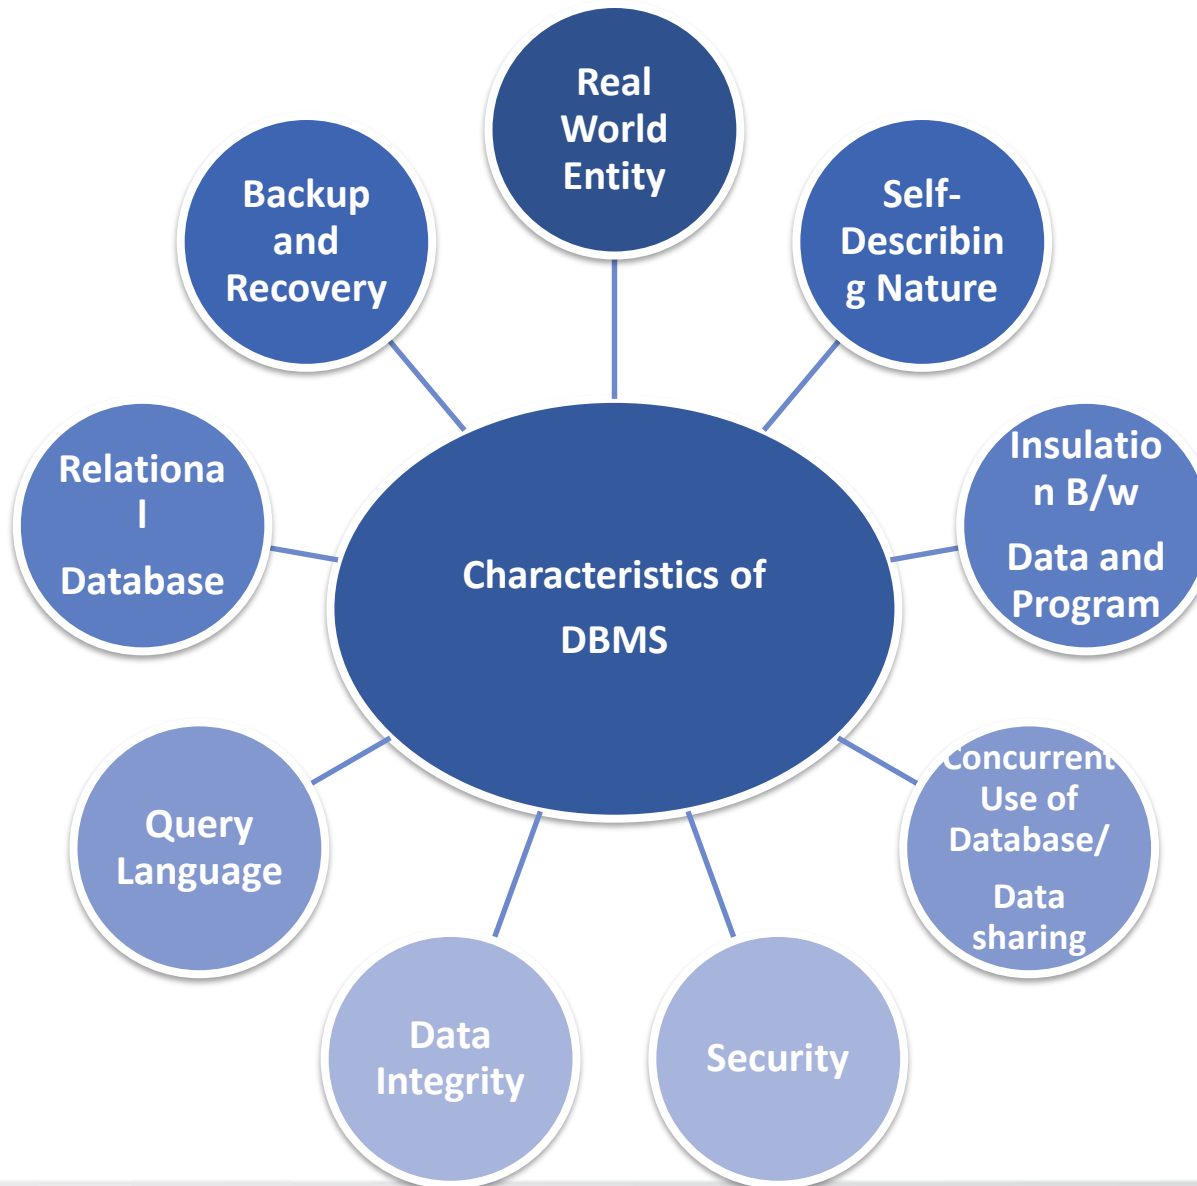 Real
World
Entity
Self-
Describin
g Nature
Insulatio
n B/w
Data and
Program
Concurrent
Use of
Database/
Data
sharing
Security
Data
Integrity
Query
Language
Relationa
l
Database
Backup
and
Recovery
Characteristics of
DBMS